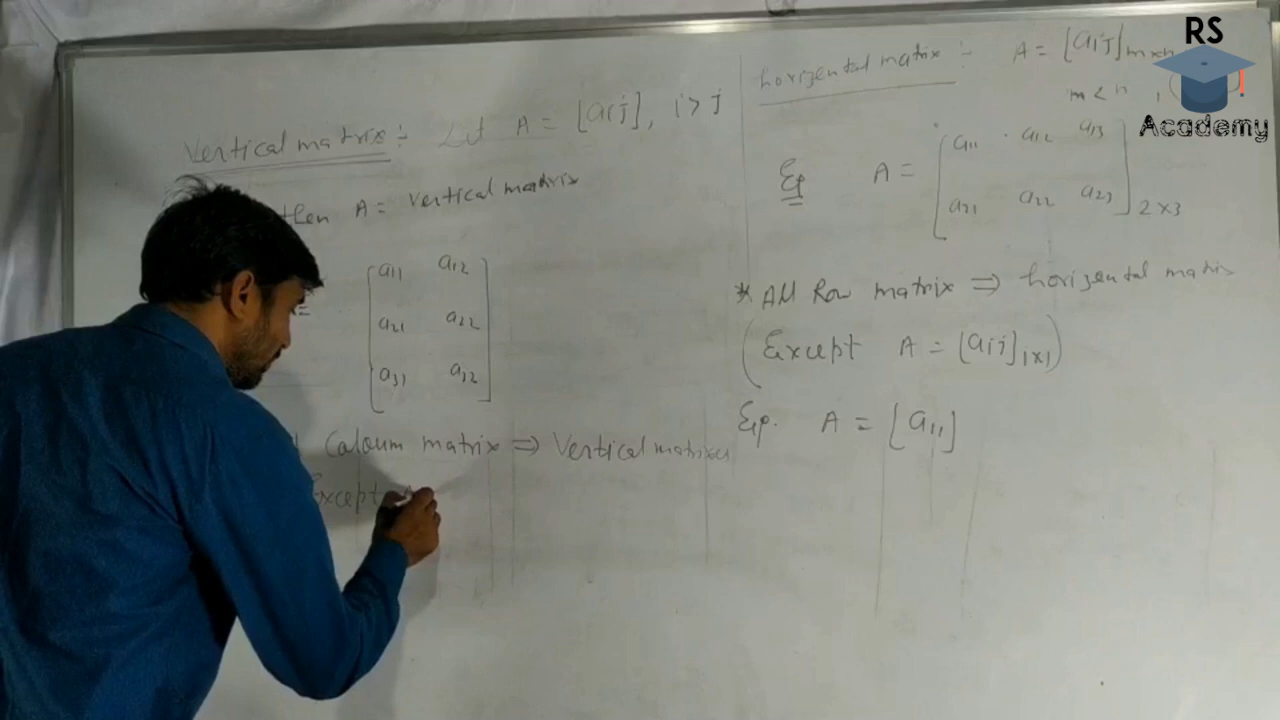 Vertical matrix :- Let A = [aij], i > j
then A = Vertical matrix
=
a11 a12
a21 a22
a31 a32
Caloum matrix ⇒ Vertical matrix
Except
horizental matrix :- A = [aij]m×n
m < n ,
Ep A =
a11 a12 a13
a21 a22 a23
2×3
* All Row matrix ⇒ horizental matrix
(Except A = [aij]1×1)
Ep. A = [a11]
RS
Academy